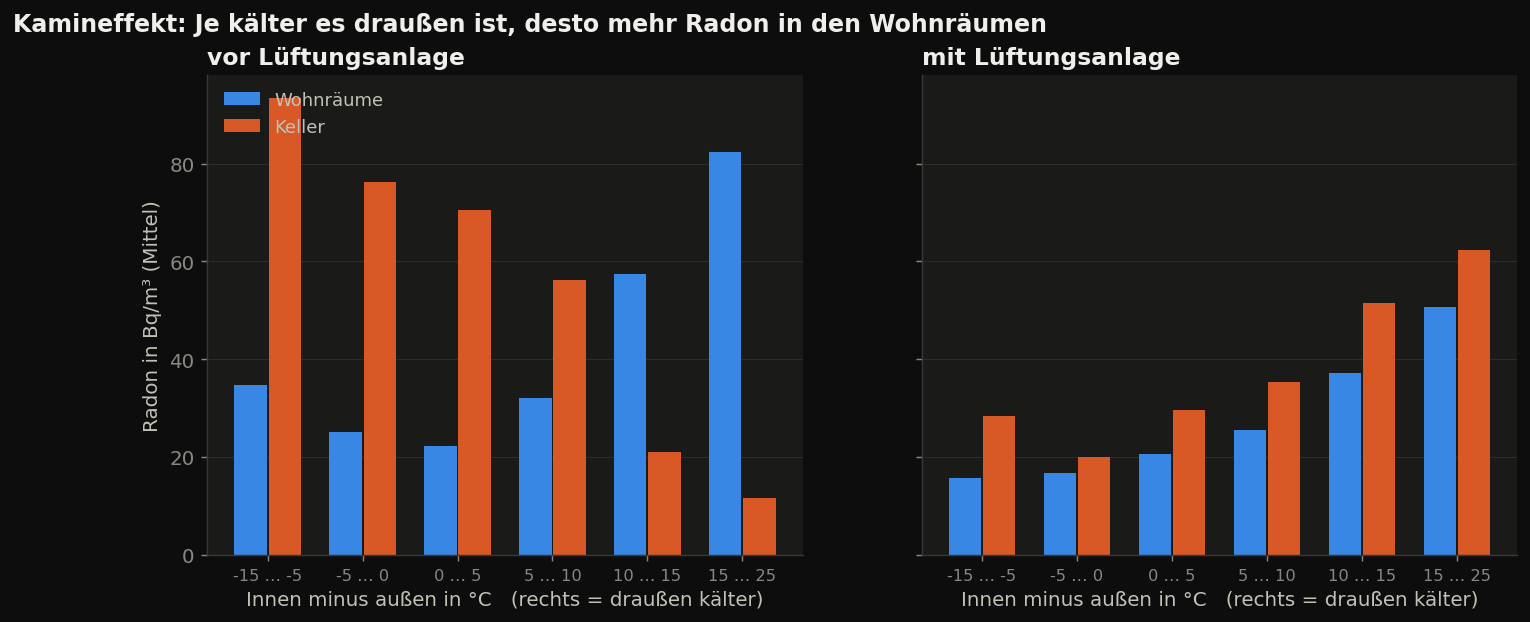 Kamineffekt: Je kälter es draußen ist, desto mehr Radon in den Wohnräumen
vor Lüftungsanlage
Wohnräume
Keller
Radon in Bq/m³ (Mittel)
80
60
40
20
0
-15 … -5
-5 … 0
0 … 5
5 … 10
10 … 15
15 … 25
Innen minus außen in °C (rechts = draußen kälter)
mit Lüftungsanlage
-15 … -5
-5 … 0
0 … 5
5 … 10
10 … 15
15 … 25
Innen minus außen in °C (rechts = draußen kälter)